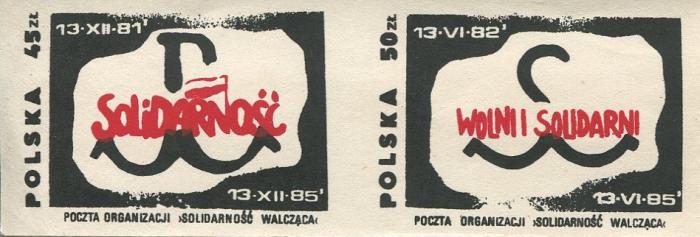 POLSKA 45 ZŁ
13·XII·81'
SOLIDARNOŚĆ
13·XII·85'
POCZTA ORGANIZACJI ›SOLIDARNOŚĆ WALCZĄCA‹
POLSKA 50 ZŁ
13·VI·82'
WOLNI I SOLIDARNI
13·VI·85'
POCZTA ORGANIZACJI ›SOLIDARNOŚĆ WALCZĄCA‹